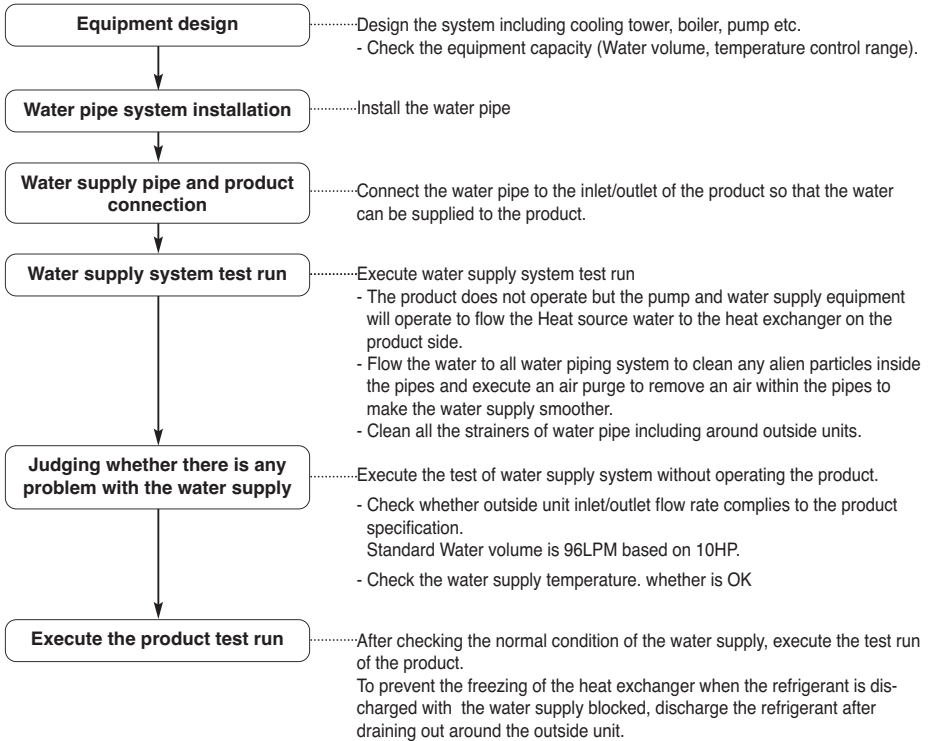 Equipment design
Design the system including cooling tower, boiler, pump etc.
- Check the equipment capacity (Water volume, temperature control range).
Water pipe system installation
Install the water pipe
Water supply pipe and product
connection
Connect the water pipe to the inlet/outlet of the product so that the water
can be supplied to the product.
Water supply system test run
Execute water supply system test run
- The product does not operate but the pump and water supply equipment
will operate to flow the Heat source water to the heat exchanger on the
product side.
- Flow the water to all water piping system to clean any alien particles inside
the pipes and execute an air purge to remove an air within the pipes to
make the water supply smoother.
- Clean all the strainers of water pipe including around outside units.
Judging whether there is any
problem with the water supply
Execute the test of water supply system without operating the product.
- Check whether outside unit inlet/outlet flow rate complies to the product
specification.
Standard Water volume is 96LPM based on 10HP.
- Check the water supply temperature. whether is OK
Execute the product test run
After checking the normal condition of the water supply, execute the test run
of the product.
To prevent the freezing of the heat exchanger when the refrigerant is dis-
charged with the water supply blocked, discharge the refrigerant after
draining out around the outside unit.